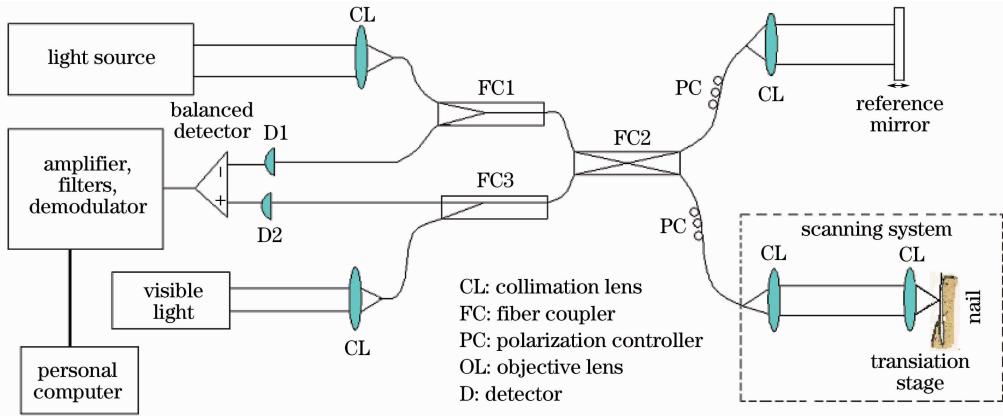 CL
light source
FC1
balanced
detector
D1
amplifier,
filters,
demodulator
−
+
D2
FC3
visible
light
CL
personal
computer
FC2
PC
CL
reference
mirror
PC
scanning system
CL
CL
nail
transiation
stage
CL: collimation lens
FC: fiber coupler
PC: polarization controller
OL: objective lens
D: detector